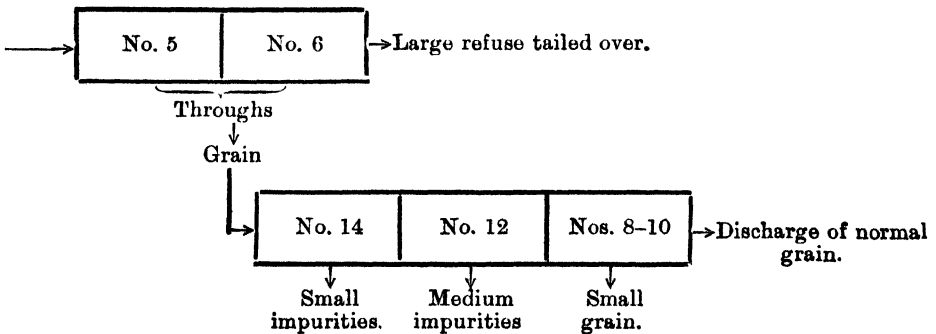 No. 5 No. 6 Large refuse tailed over.
Throughs
Grain
No. 14 No. 12 Nos. 8-10 Discharge of normal
grain.
Small Medium Small
impurities. impurities grain.